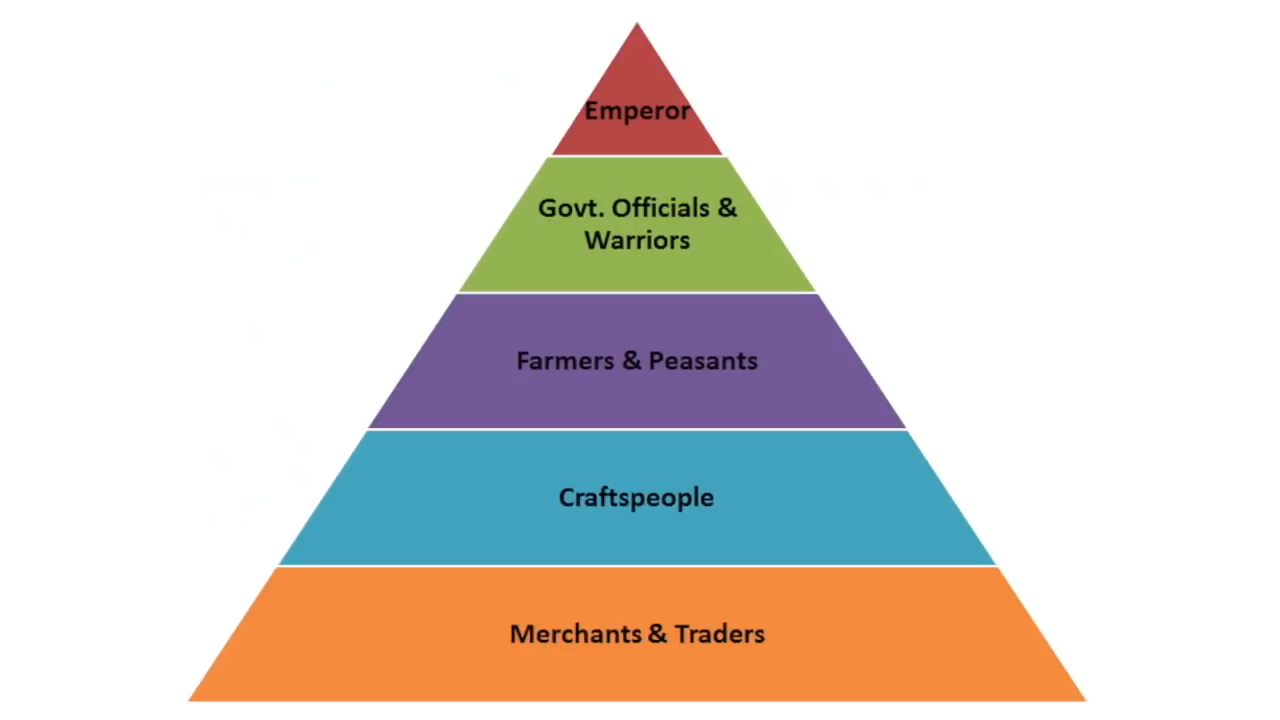 Emperor
Govt. Officials &
Warriors
Farmers & Peasants
Craftspeople
Merchants & Traders